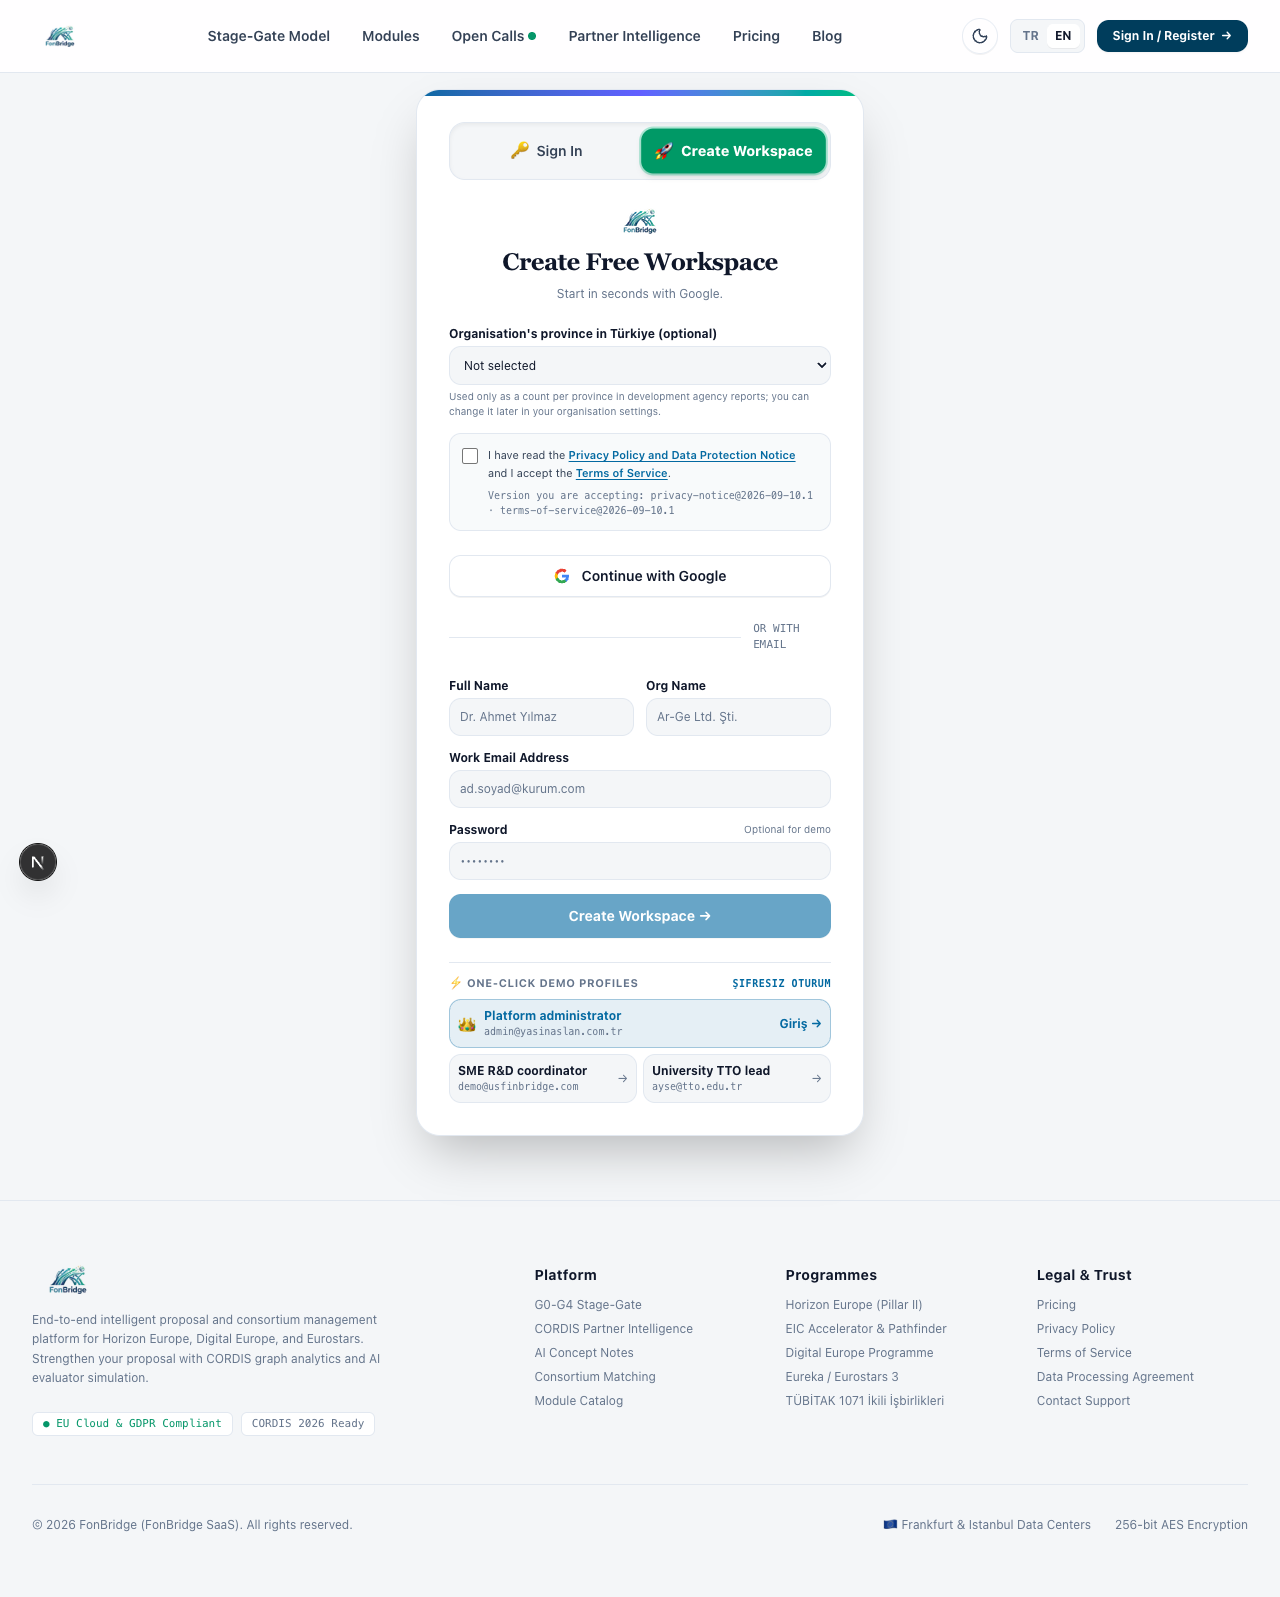 FonBridge
Stage-Gate Model
Modules
Open Calls
Partner Intelligence
Pricing
Blog
TR
EN
Sign In / Register →
🔑 Sign In
🚀 Create Workspace
FonBridge
Create Free Workspace
Start in seconds with Google.
Organisation's province in Türkiye (optional)
Not selected
Used only as a count per province in development agency reports; you can
change it later in your organisation settings.
I have read the Privacy Policy and Data Protection Notice
and I accept the Terms of Service.
Version you are accepting: privacy-notice@2026-09-10.1
· terms-of-service@2026-09-10.1
Continue with Google
OR WITH
EMAIL
Full Name
Org Name
Dr. Ahmet Yılmaz
Ar-Ge Ltd. Şti.
Work Email Address
ad.soyad@kurum.com
Password
Optional for demo
••••••••
Create Workspace →
⚡ ONE-CLICK DEMO PROFILES
ŞIFRESIZ OTURUM
👑 Platform administrator
admin@yasinaslan.com.tr
Giriş →
SME R&D coordinator
demo@usfinbridge.com
→
University TTO lead
ayse@tto.edu.tr
→
N
FonBridge
End-to-end intelligent proposal and consortium management
platform for Horizon Europe, Digital Europe, and Eurostars.
Strengthen your proposal with CORDIS graph analytics and AI
evaluator simulation.
● EU Cloud & GDPR Compliant
CORDIS 2026 Ready
Platform
G0-G4 Stage-Gate
CORDIS Partner Intelligence
AI Concept Notes
Consortium Matching
Module Catalog
Programmes
Horizon Europe (Pillar II)
EIC Accelerator & Pathfinder
Digital Europe Programme
Eureka / Eurostars 3
TÜBİTAK 1071 İkili İşbirlikleri
Legal & Trust
Pricing
Privacy Policy
Terms of Service
Data Processing Agreement
Contact Support
© 2026 FonBridge (FonBridge SaaS). All rights reserved.
🇪🇺 Frankfurt & Istanbul Data Centers
256-bit AES Encryption